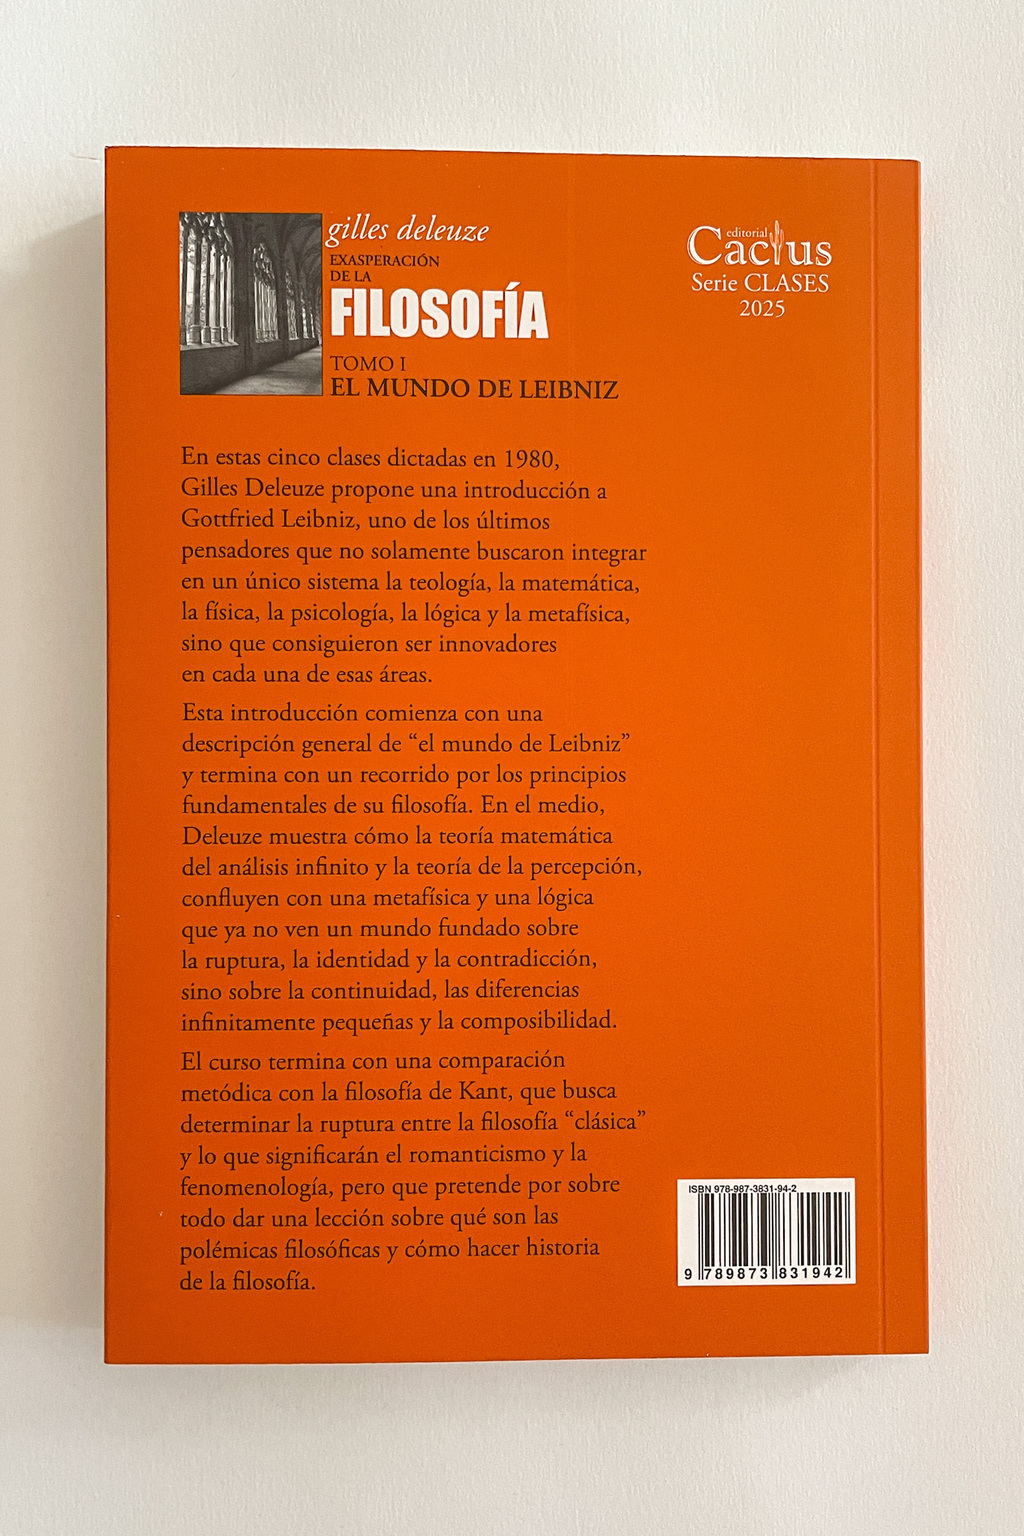 gilles deleuze
EXASPERACIÓN
DE LA
FILOSOFÍA
TOMO I
EL MUNDO DE LEIBNIZ
editorial
Cactus
Serie CLASES
2025
En estas cinco clases dictadas en 1980,
Gilles Deleuze propone una introducción a
Gottfried Leibniz, uno de los últimos
pensadores que no solamente buscaron integrar
en un único sistema la teología, la matemática,
la física, la psicología, la lógica y la metafísica,
sino que consiguieron ser innovadores
en cada una de esas áreas.
Esta introducción comienza con una
descripción general de “el mundo de Leibniz”
y termina con un recorrido por los principios
fundamentales de su filosofía. En el medio,
Deleuze muestra cómo la teoría matemática
del análisis infinito y la teoría de la percepción,
confluyen con una metafísica y una lógica
que ya no ven un mundo fundado sobre
la ruptura, la identidad y la contradicción,
sino sobre la continuidad, las diferencias
infinitamente pequeñas y la composibilidad.
El curso termina con una comparación
metódica con la filosofía de Kant, que busca
determinar la ruptura entre la filosofía “clásica”
y lo que significarán el romanticismo y la
fenomenología, pero que pretende por sobre
todo dar una lección sobre qué son las
polémicas filosóficas y cómo hacer historia
de la filosofía.
ISBN 978-987-3831-94-2
9 789873 831942